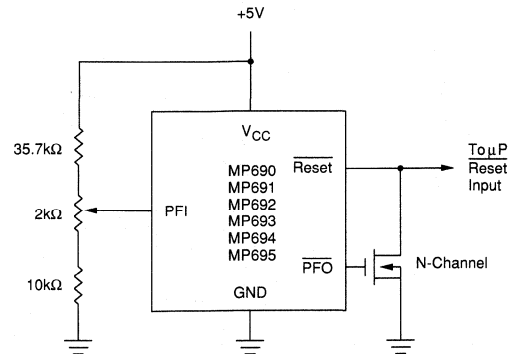 +5V
VCC
35.7kΩ
2kΩ
10kΩ
PFI
MP690
MP691
MP692
MP693
MP694
MP695
Reset
PFO
GND
To μP
Reset
Input
N-Channel